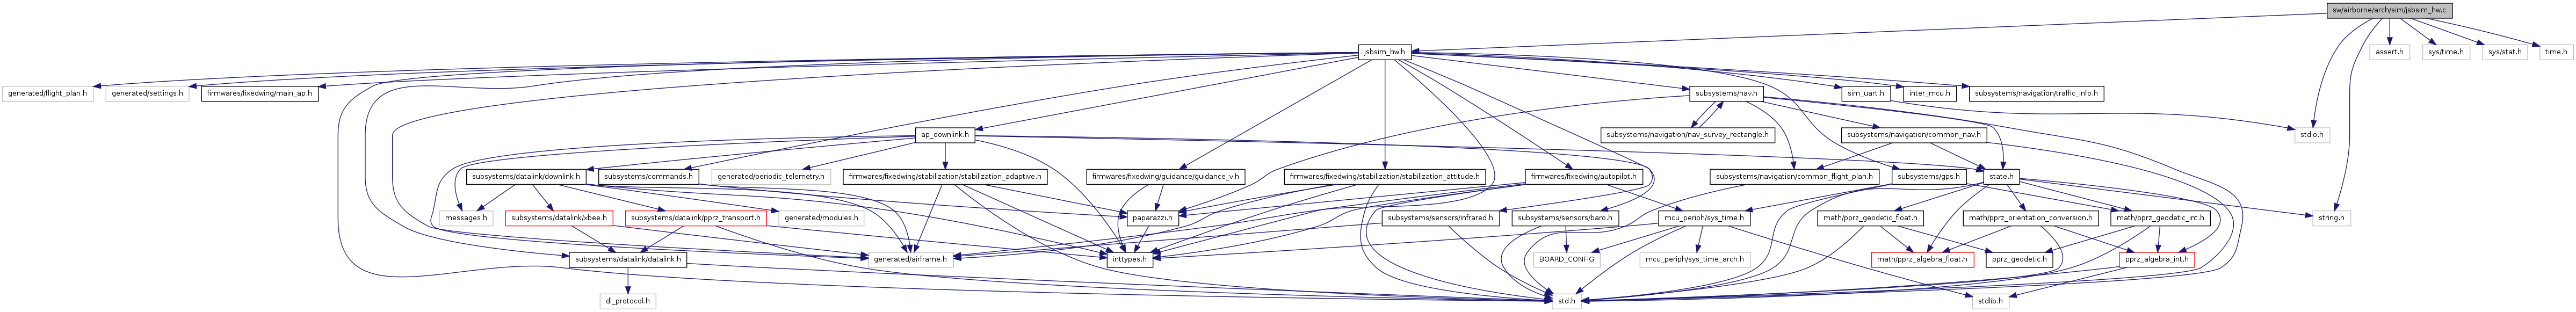 sw/airborne/arch/sim/jsbsim_hw.c
jsbsim_hw.h
assert.h
sys/time.h
sys/stat.h
time.h
generated/flight_plan.h
generated/settings.h
firmwares/fixedwing/main_ap.h
subsystems/nav.h
sim_uart.h
inter_mcu.h
subsystems/navigation/traffic_info.h
ap_downlink.h
subsystems/navigation/nav_survey_rectangle.h
subsystems/navigation/common_nav.h
stdio.h
subsystems/datalink/downlink.h
subsystems/commands.h
generated/periodic_telemetry.h
firmwares/fixedwing/stabilization/stabilization_adaptive.h
firmwares/fixedwing/guidance/guidance_v.h
firmwares/fixedwing/stabilization/stabilization_attitude.h
firmwares/fixedwing/autopilot.h
subsystems/navigation/common_flight_plan.h
subsystems/gps.h
state.h
messages.h
subsystems/datalink/xbee.h
subsystems/datalink/pprz_transport.h
generated/modules.h
paparazzi.h
subsystems/sensors/infrared.h
subsystems/sensors/baro.h
mcu_periph/sys_time.h
math/pprz_geodetic_float.h
math/pprz_orientation_conversion.h
math/pprz_geodetic_int.h
string.h
subsystems/datalink/datalink.h
generated/airframe.h
inttypes.h
BOARD_CONFIG
mcu_periph/sys_time_arch.h
math/pprz_algebra_float.h
pprz_geodetic.h
pprz_algebra_int.h
dl_protocol.h
std.h
stdlib.h